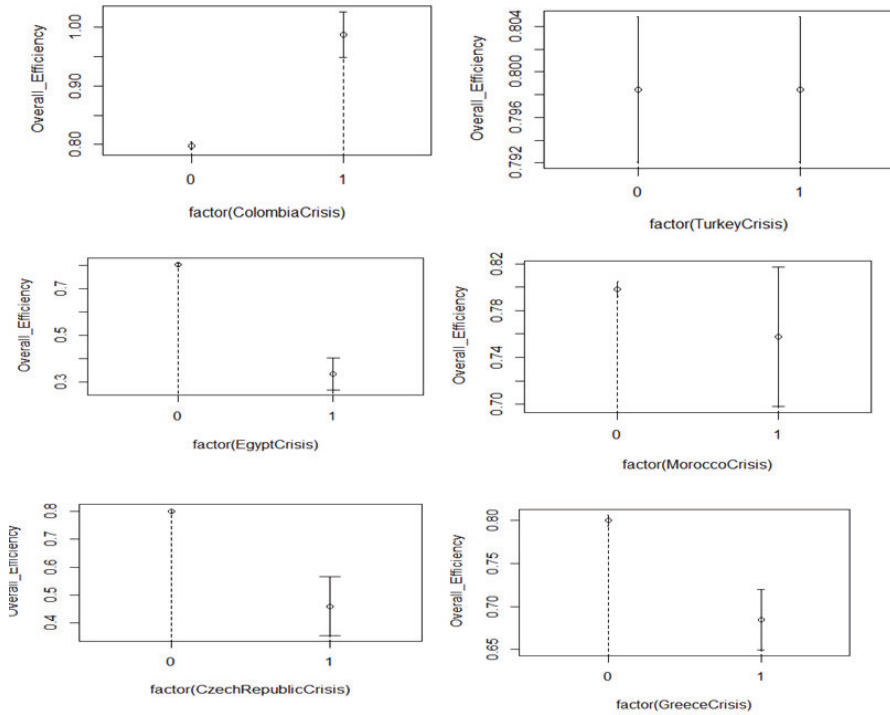 Overall_Efficiency
1.00
0.90
0.80
0
1
factor(ColombiaCrisis)
Overall_Efficiency
0.804
0.800
0.796
0.792
0
1
factor(TurkeyCrisis)
Overall_Efficiency
0.7
0.5
0.3
0
1
factor(EgyptCrisis)
Overall_Efficiency
0.82
0.78
0.74
0.70
0
1
factor(MoroccoCrisis)
Overall_Efficiency
0.8
0.7
0.6
0.5
0.4
0
1
factor(CzechRepublicCrisis)
Overall_Efficiency
0.80
0.75
0.70
0.65
0
1
factor(GreeceCrisis)